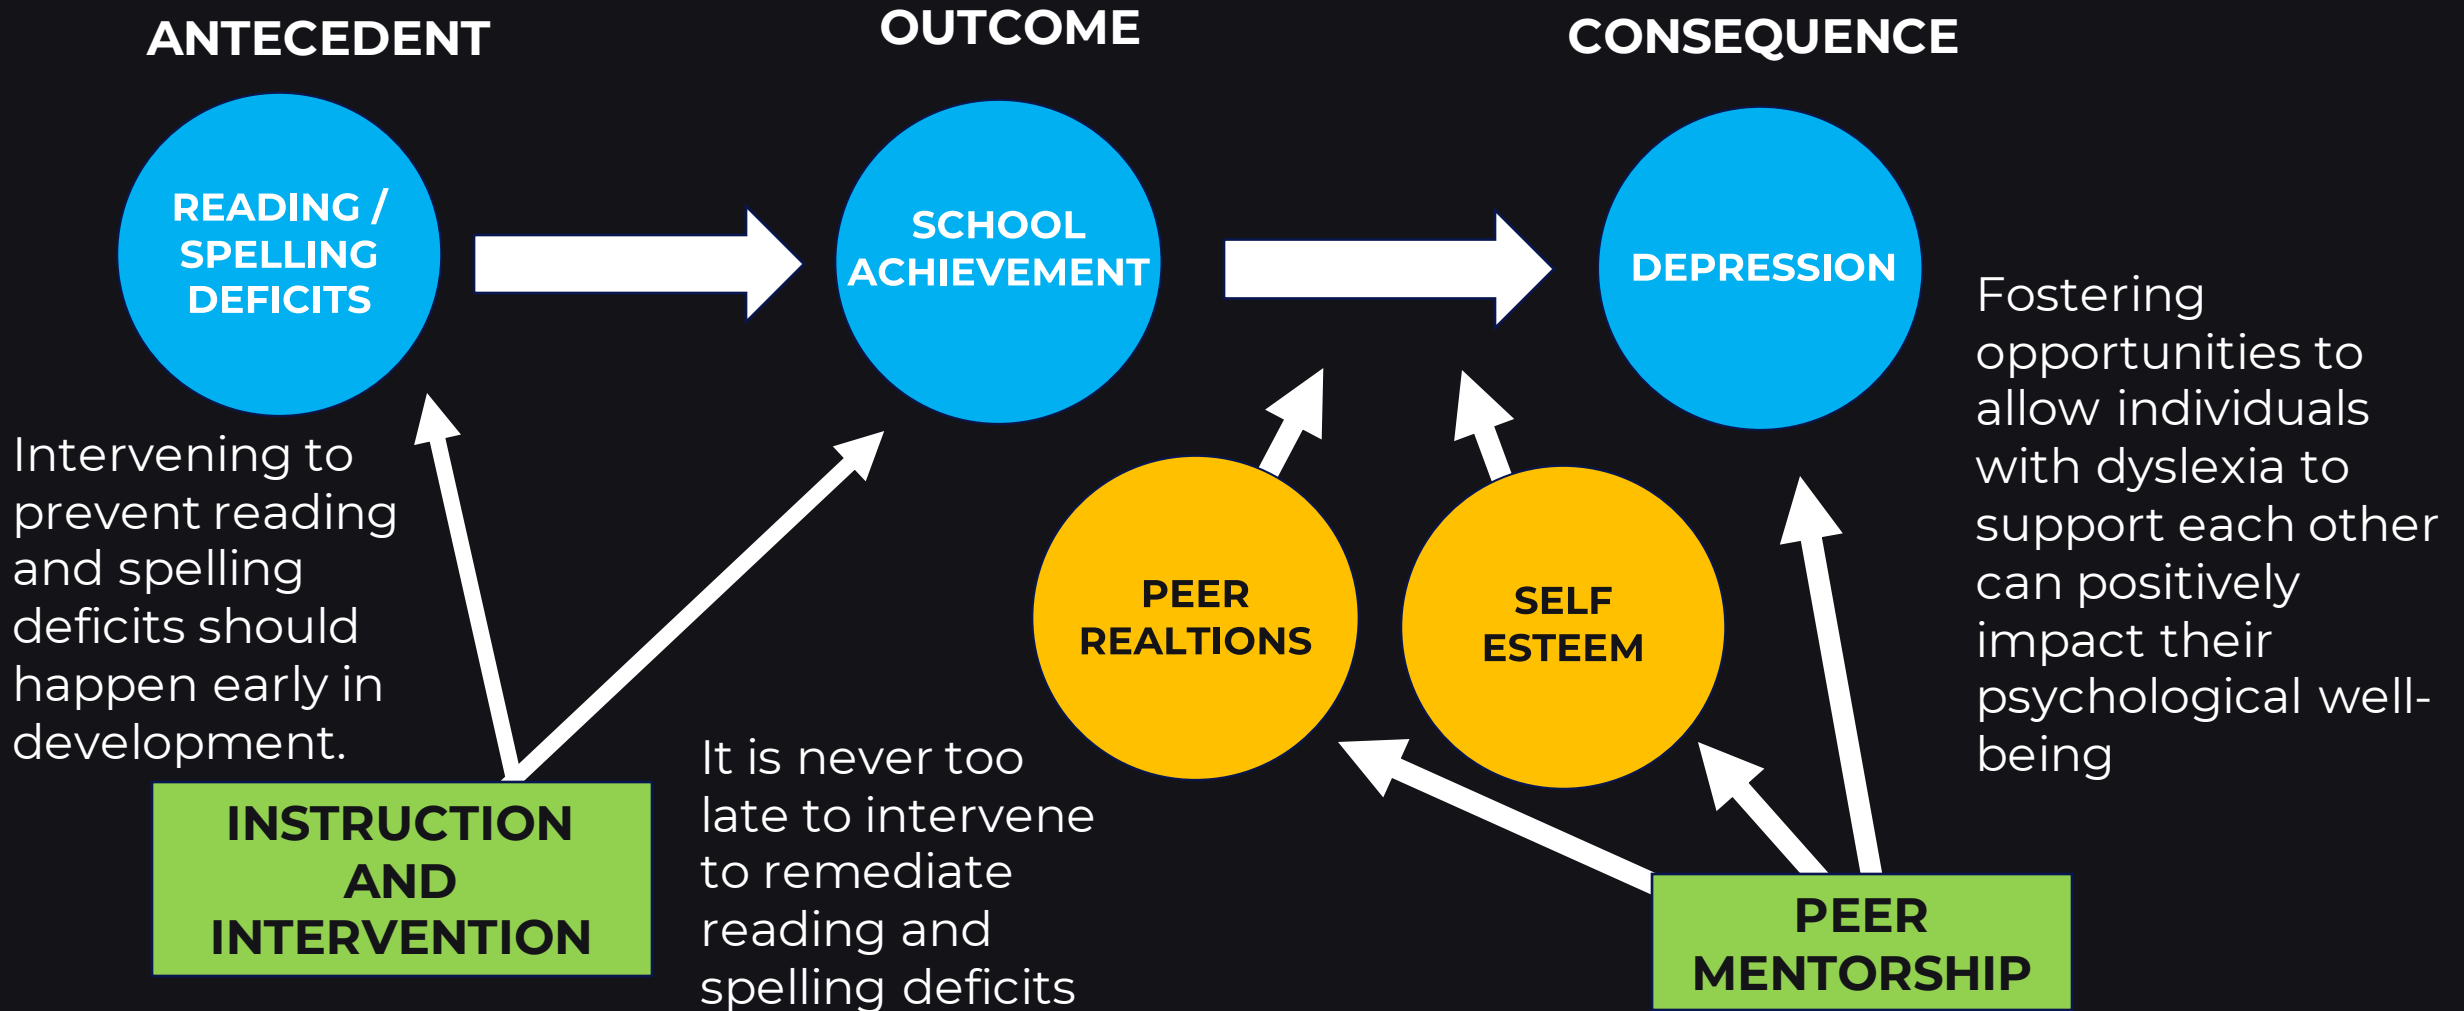 ANTECEDENT
OUTCOME
CONSEQUENCE
READING /
SPELLING
DEFICITS
SCHOOL
ACHIEVEMENT
DEPRESSION
Intervening to
prevent reading
and spelling
deficits should
happen early in
development.
INSTRUCTION
AND
INTERVENTION
It is never too
late to intervene
to remediate
reading and
spelling deficits
PEER
REALTIONS
SELF
ESTEEM
Fostering
opportunities to
allow individuals
with dyslexia to
support each other
can positively
impact their
psychological well-
being
PEER
MENTORSHIP